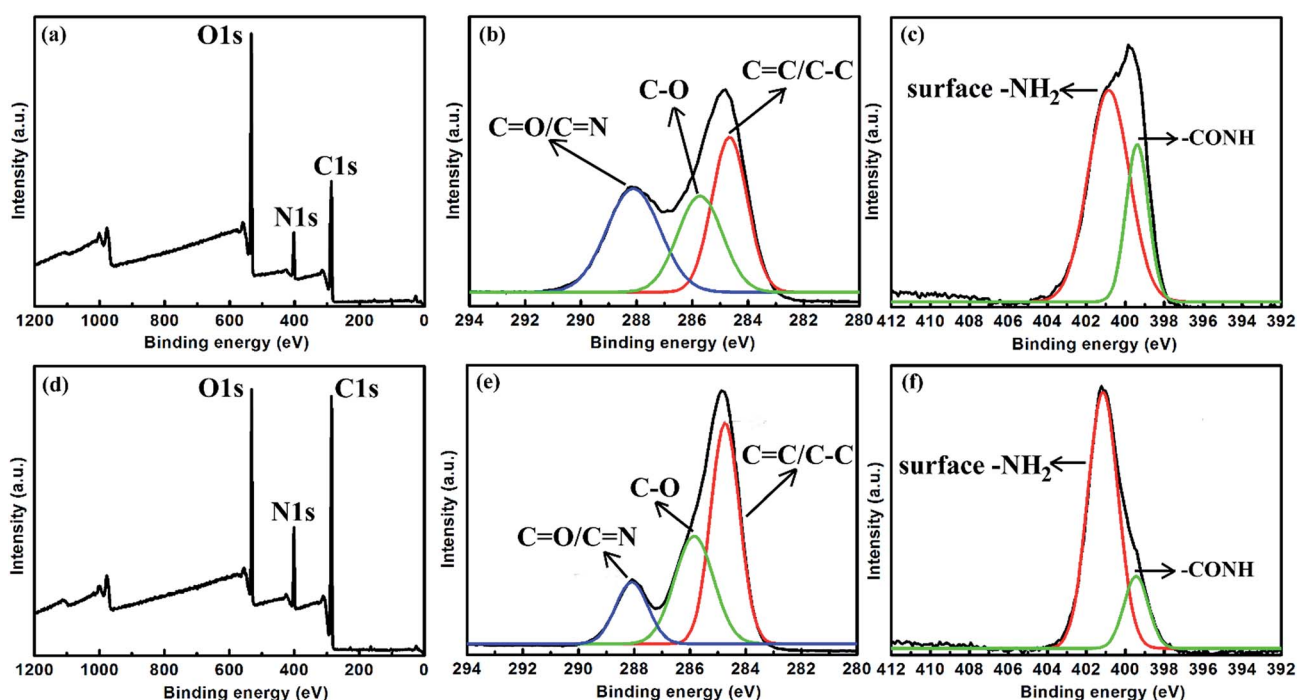 (a)
O1s
C1s
N1s
Intensity (a.u.)
1200 1000 800 600 400 200 0
Binding energy (eV)
(b)
C=C/C-C
C-O
C=O/C=N
Intensity (a.u.)
294 292 290 288 286 284 282 280
Binding energy (eV)
(c)
surface -NH₂
-CONH
Intensity (a.u.)
412 410 408 406 404 402 400 398 396 394 392
Binding energy (eV)
(d)
O1s
C1s
N1s
Intensity (a.u.)
1200 1000 800 600 400 200 0
Binding energy (eV)
(e)
C=C/C-C
C-O
C=O/C=N
Intensity (a.u.)
294 292 290 288 286 284 282 280
Binding energy (eV)
(f)
surface -NH₂
-CONH
Intensity (a.u.)
412 410 408 406 404 402 400 398 396 394 392
Binding energy (eV)